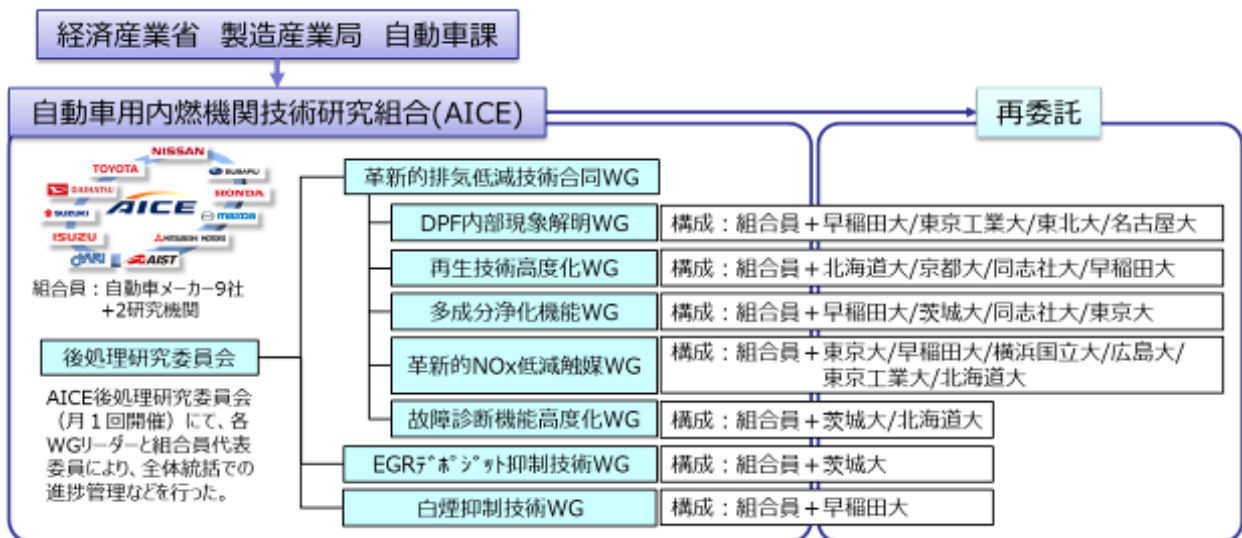 経済産業省 製造産業局 自動車課
自動車用内燃機関技術研究組合(AICE)
再委託
NISSAN
TOYOTA
SUBARU
DAIHATSU
HONDA
AICE
SUZUKI
mazda
ISUZU
MITSUBISHI MOTORS
JARI
AIST
組合員：自動車メーカー9社
+2研究機関
後処理研究委員会
AICE後処理研究委員会
（月１回開催）にて、各
WGリーダーと組合員代表
委員により、全体統括での
進捗管理などを行った。
革新的排気低減技術合同WG
DPF内部現象解明WG
構成：組合員＋早稲田大/東京工業大/東北大/名古屋大
再生技術高度化WG
構成：組合員＋北海道大/京都大/同志社大/早稲田大
多成分浄化機能WG
構成：組合員＋早稲田大/茨城大/同志社大/東京大
革新的NOx低減触媒WG
構成：組合員＋東京大/早稲田大/横浜国立大/広島大/
東京工業大/北海道大
故障診断機能高度化WG
構成：組合員＋茨城大/北海道大
EGRﾃﾞﾎﾟｼﾞｯﾄ抑制技術WG
構成：組合員＋茨城大
白煙抑制技術WG
構成：組合員＋早稲田大